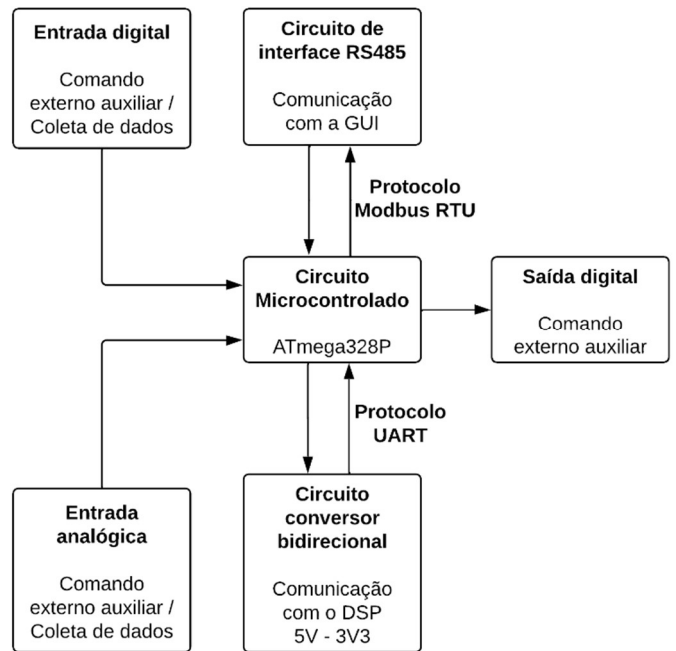 Entrada digital
Comando
externo auxiliar /
Coleta de dados
Circuito de
interface RS485
Comunicação
com a GUI
Protocolo
Modbus RTU
Circuito
Microcontrolado
ATmega328P
Saída digital
Comando
externo auxiliar
Protocolo
UART
Entrada
analógica
Comando
externo auxiliar /
Coleta de dados
Circuito
conversor
bidirecional
Comunicação
com o DSP
5V - 3V3